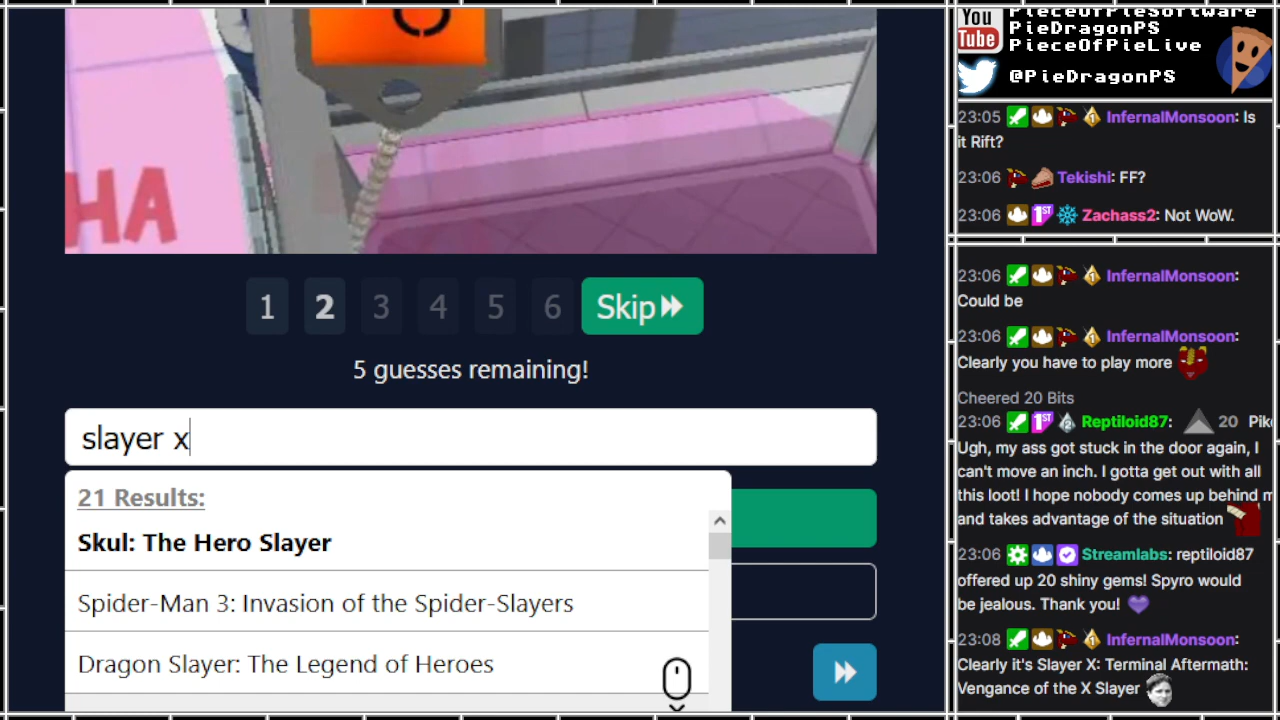 HA
1 2 3 4 5 6 Skip
5 guesses remaining!
slayer x
21 Results:
Skul: The Hero Slayer
Spider-Man 3: Invasion of the Spider-Slayers
Dragon Slayer: The Legend of Heroes
You
Tube
PieceOfPieSoftware
PieDragonPS
PieceOfPieLive
@PieDragonPS
23:05 InfernalMonsoon: Is
it Rift?
23:06 Tekishi: FF?
23:06 1ST Zachass2: Not WoW.
23:06 InfernalMonsoon:
Could be
23:06 InfernalMonsoon:
Clearly you have to play more
Cheered 20 Bits
23:06 1ST Reptiloid87: 20 Pik
Ugh, my ass got stuck in the door again, I
can't move an inch. I gotta get out with all
this loot! I hope nobody comes up behind m
and takes advantage of the situation
23:06 Streamlabs: reptiloid87
offered up 20 shiny gems! Spyro would
be jealous. Thank you!
23:08 InfernalMonsoon:
Clearly it's Slayer X: Terminal Aftermath:
Vengance of the X Slayer